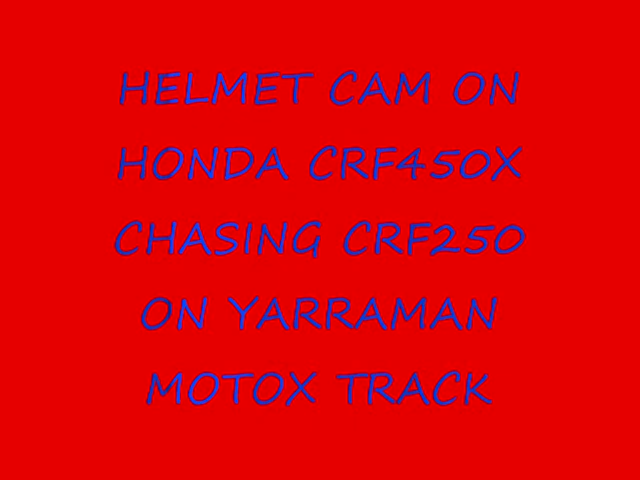 HELMET CAM ON
HONDA CRF450X
CHASING CRF250
ON YARRAMAN
MOTOX TRACK